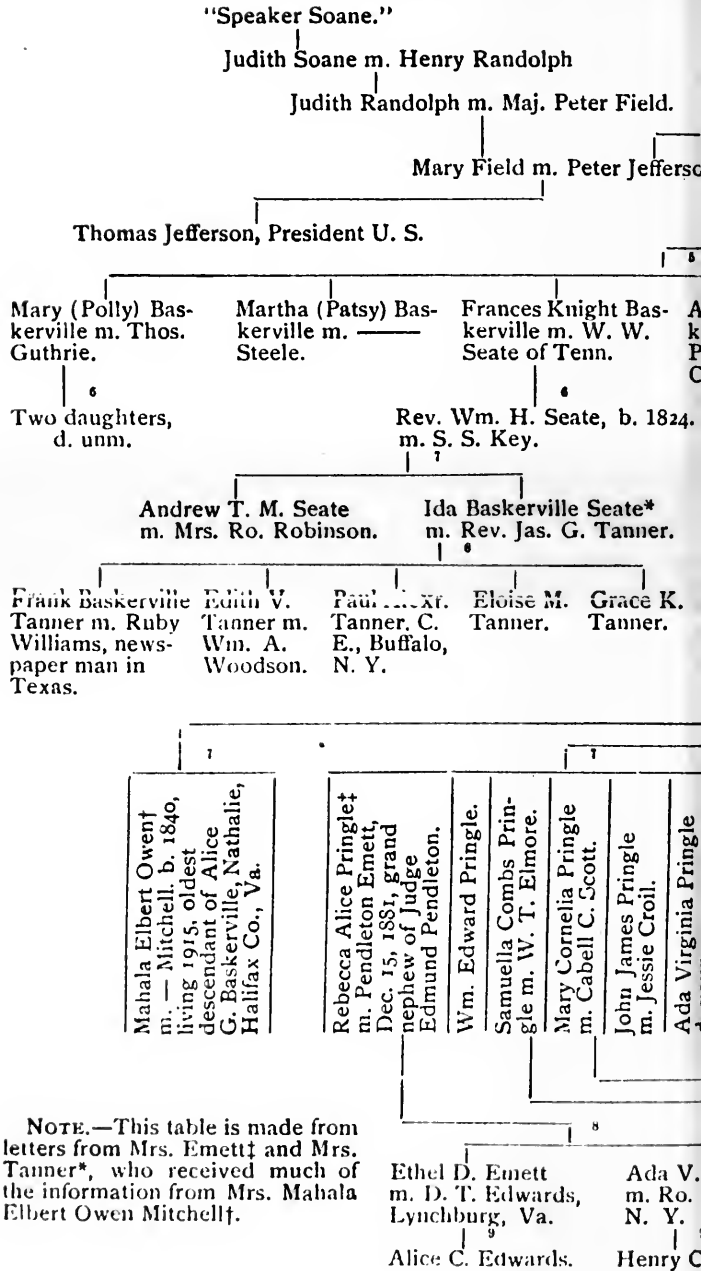 "Speaker Soane."
Judith Soane m. Henry Randolph
Judith Randolph m. Maj. Peter Field.
Mary Field m. Peter Jefferso
Thomas Jefferson, President U. S.
5
Mary (Polly) Bas-
kerville m. Thos.
Guthrie.
Martha (Patsy) Bas-
kerville m. ——
Steele.
Frances Knight Bas-
kerville m. W. W.
Seate of Tenn.
A
k
P
C
6
Two daughters,
d. unm.
6
Rev. Wm. H. Seate, b. 1824.
m. S. S. Key.
7
Andrew T. M. Seate
m. Mrs. Ro. Robinson.
Ida Baskerville Seate*
m. Rev. Jas. G. Tanner.
8
Frank Baskerville
Tanner m. Ruby
Williams, news-
paper man in
Texas.
Edith V.
Tanner m.
Wm. A.
Woodson.
Paul
Tanner, C.
E., Buffalo,
N. Y.
Eloise M.
Tanner.
Grace K.
Tanner.
7
Mahala Elbert Owen†
m. — Mitchell. b. 1840,
living 1915, oldest
descendant of Alice
G. Baskerville, Nathalie,
Halifax Co., Va.
Rebecca Alice Pringle‡
m. Pendleton Emett,
Dec. 15, 1881, grand
nephew of Judge
Edmund Pendleton.
Wm. Edward Pringle.
Samuella Combs Prin-
gle m. W. T. Elmore.
7
Mary Cornelia Pringle
m. Cabell C. Scott.
John James Pringle
m. Jessie Croil.
Ada Virginia Pringle
NOTE.—This table is made from
letters from Mrs. Emett‡ and Mrs.
Tanner*, who received much of
the information from Mrs. Mahala
Elbert Owen Mitchell†.
8
Ethel D. Emett
m. D. T. Edwards,
Lynchburg, Va.
9
Alice C. Edwards.
Ada V.
m. Ro.
N. Y.
Henry C